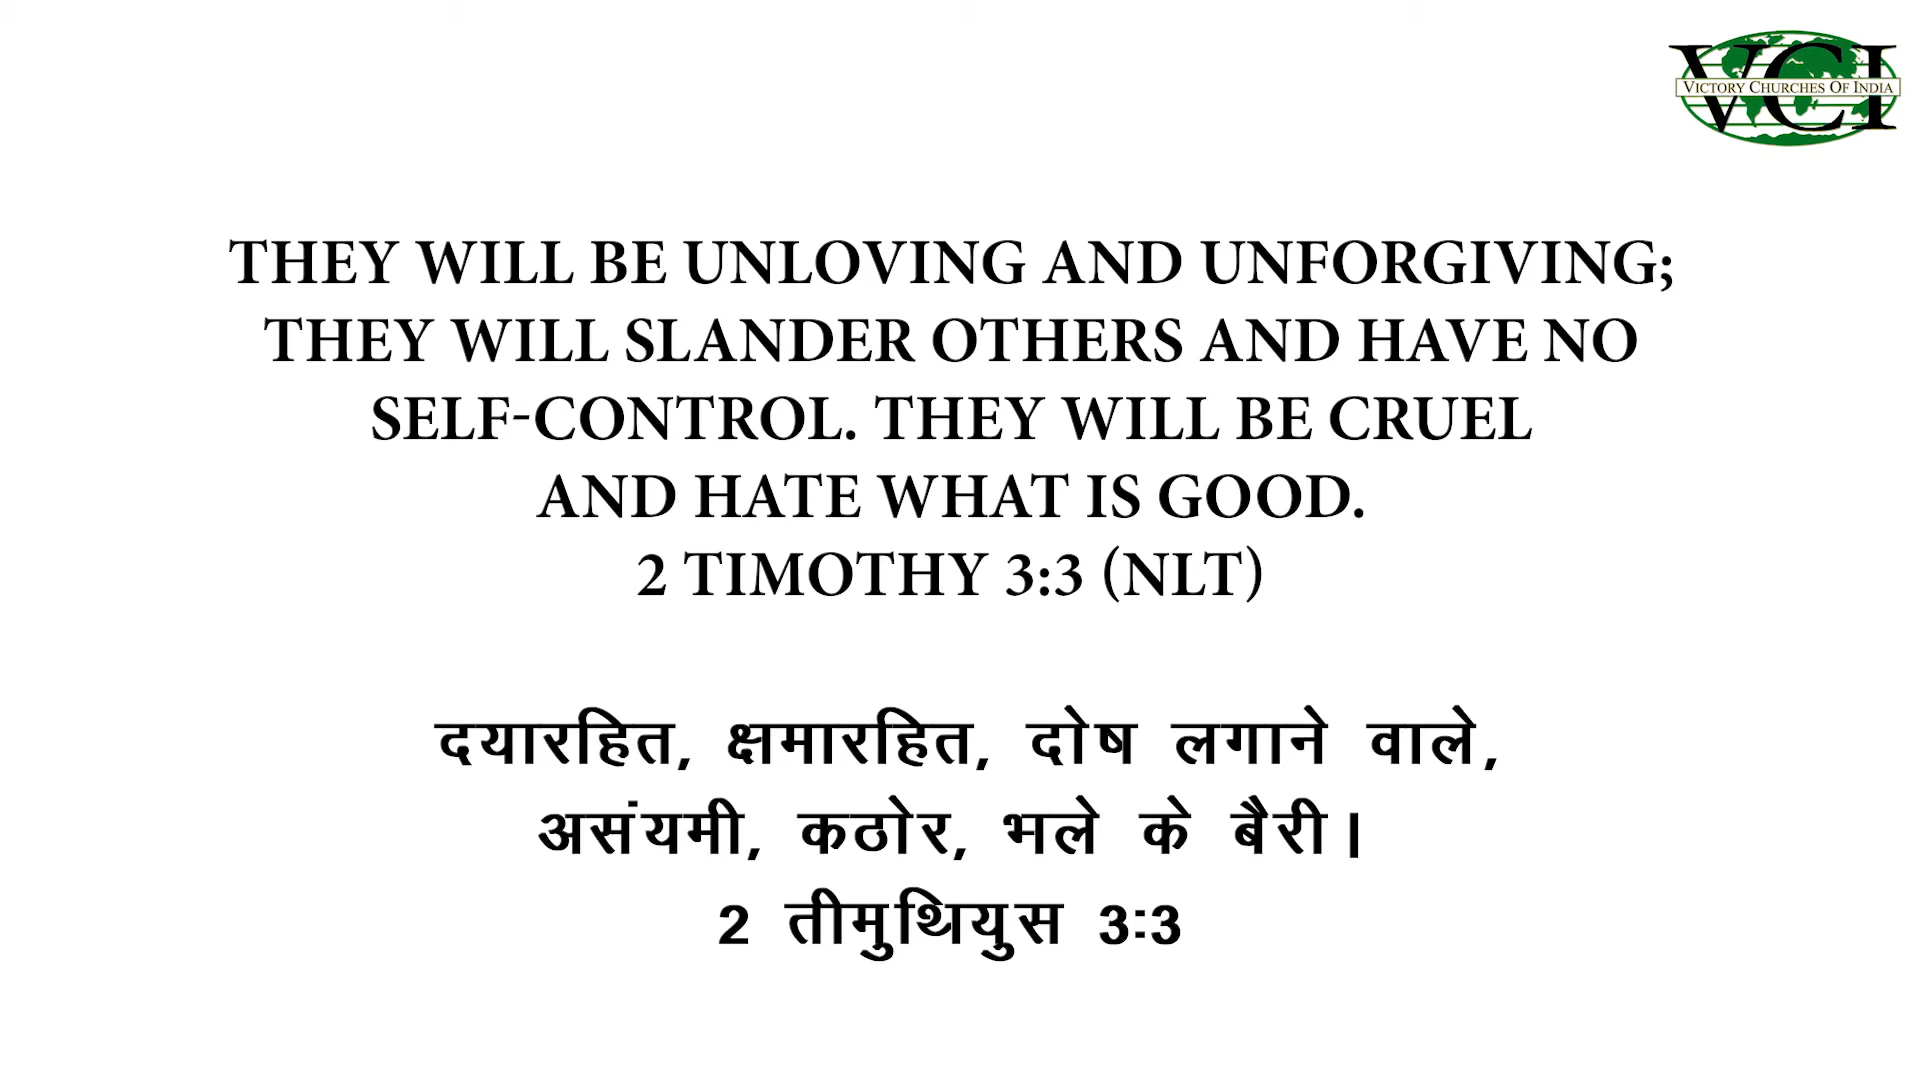 VCI
VICTORY CHURCHES OF INDIA
THEY WILL BE UNLOVING AND UNFORGIVING;
THEY WILL SLANDER OTHERS AND HAVE NO
SELF-CONTROL. THEY WILL BE CRUEL
AND HATE WHAT IS GOOD.
2 TIMOTHY 3:3 (NLT)
दयारहित, क्षमारहित, दोष लगाने वाले,
असंयमी, कठोर, भले के बैरी।
2 तीमुथियुस 3:3